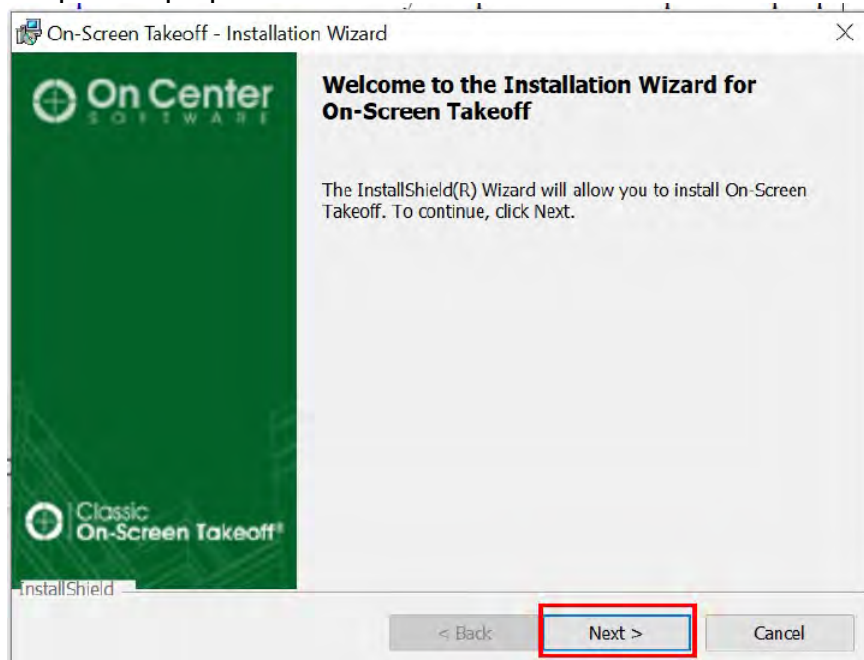 On-Screen Takeoff - Installation Wizard
On Center
SOFTWARE
Welcome to the Installation Wizard for
On-Screen Takeoff
The InstallShield(R) Wizard will allow you to install On-Screen
Takeoff. To continue, click Next.
Classic
On-Screen Takeoff®
InstallShield
< Back
Next >
Cancel